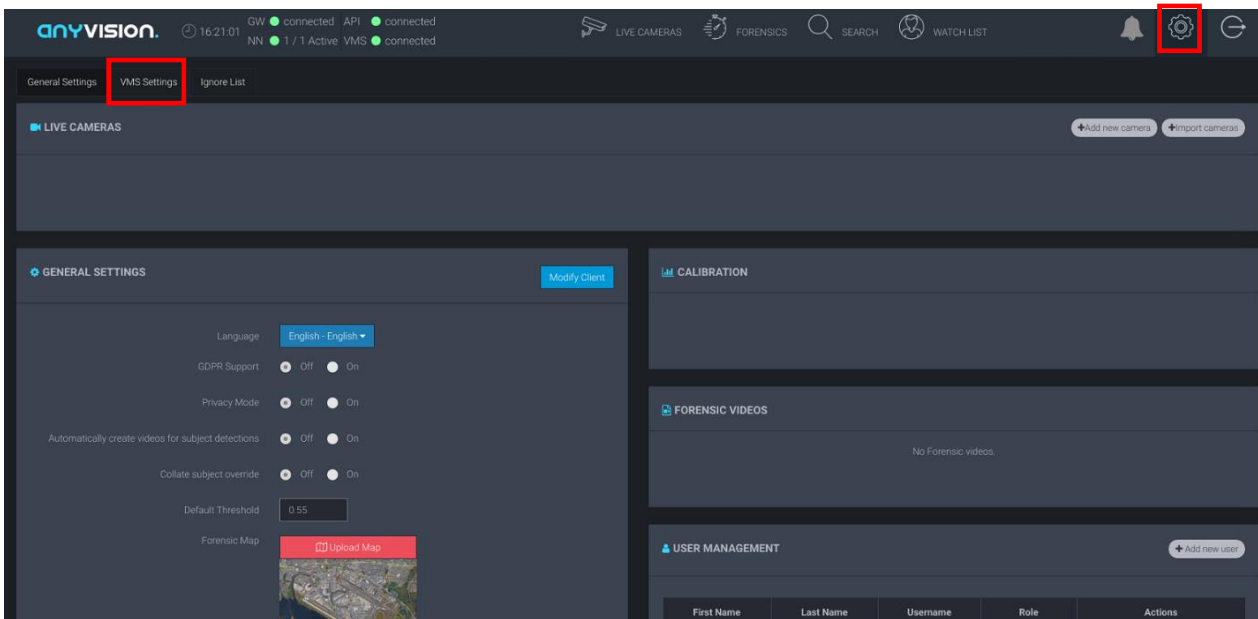 anyvision.
16:21:01
GW connected API connected
NN 1 / 1 Active VMS connected
LIVE CAMERAS
FORENSICS
SEARCH
WATCH LIST
General Settings
VMS Settings
Ignore List
LIVE CAMERAS
+Add new camera
+Import cameras
GENERAL SETTINGS
Modify Client
Language
English - English
GDPR Support
Off On
Privacy Mode
Off On
Automatically create videos for subject detections
Off On
Collate subject override
Off On
Default Threshold
0.55
Forensic Map
Upload Map
CALIBRATION
FORENSIC VIDEOS
No Forensic videos.
USER MANAGEMENT
+ Add new user
First Name Last Name Username Role Actions